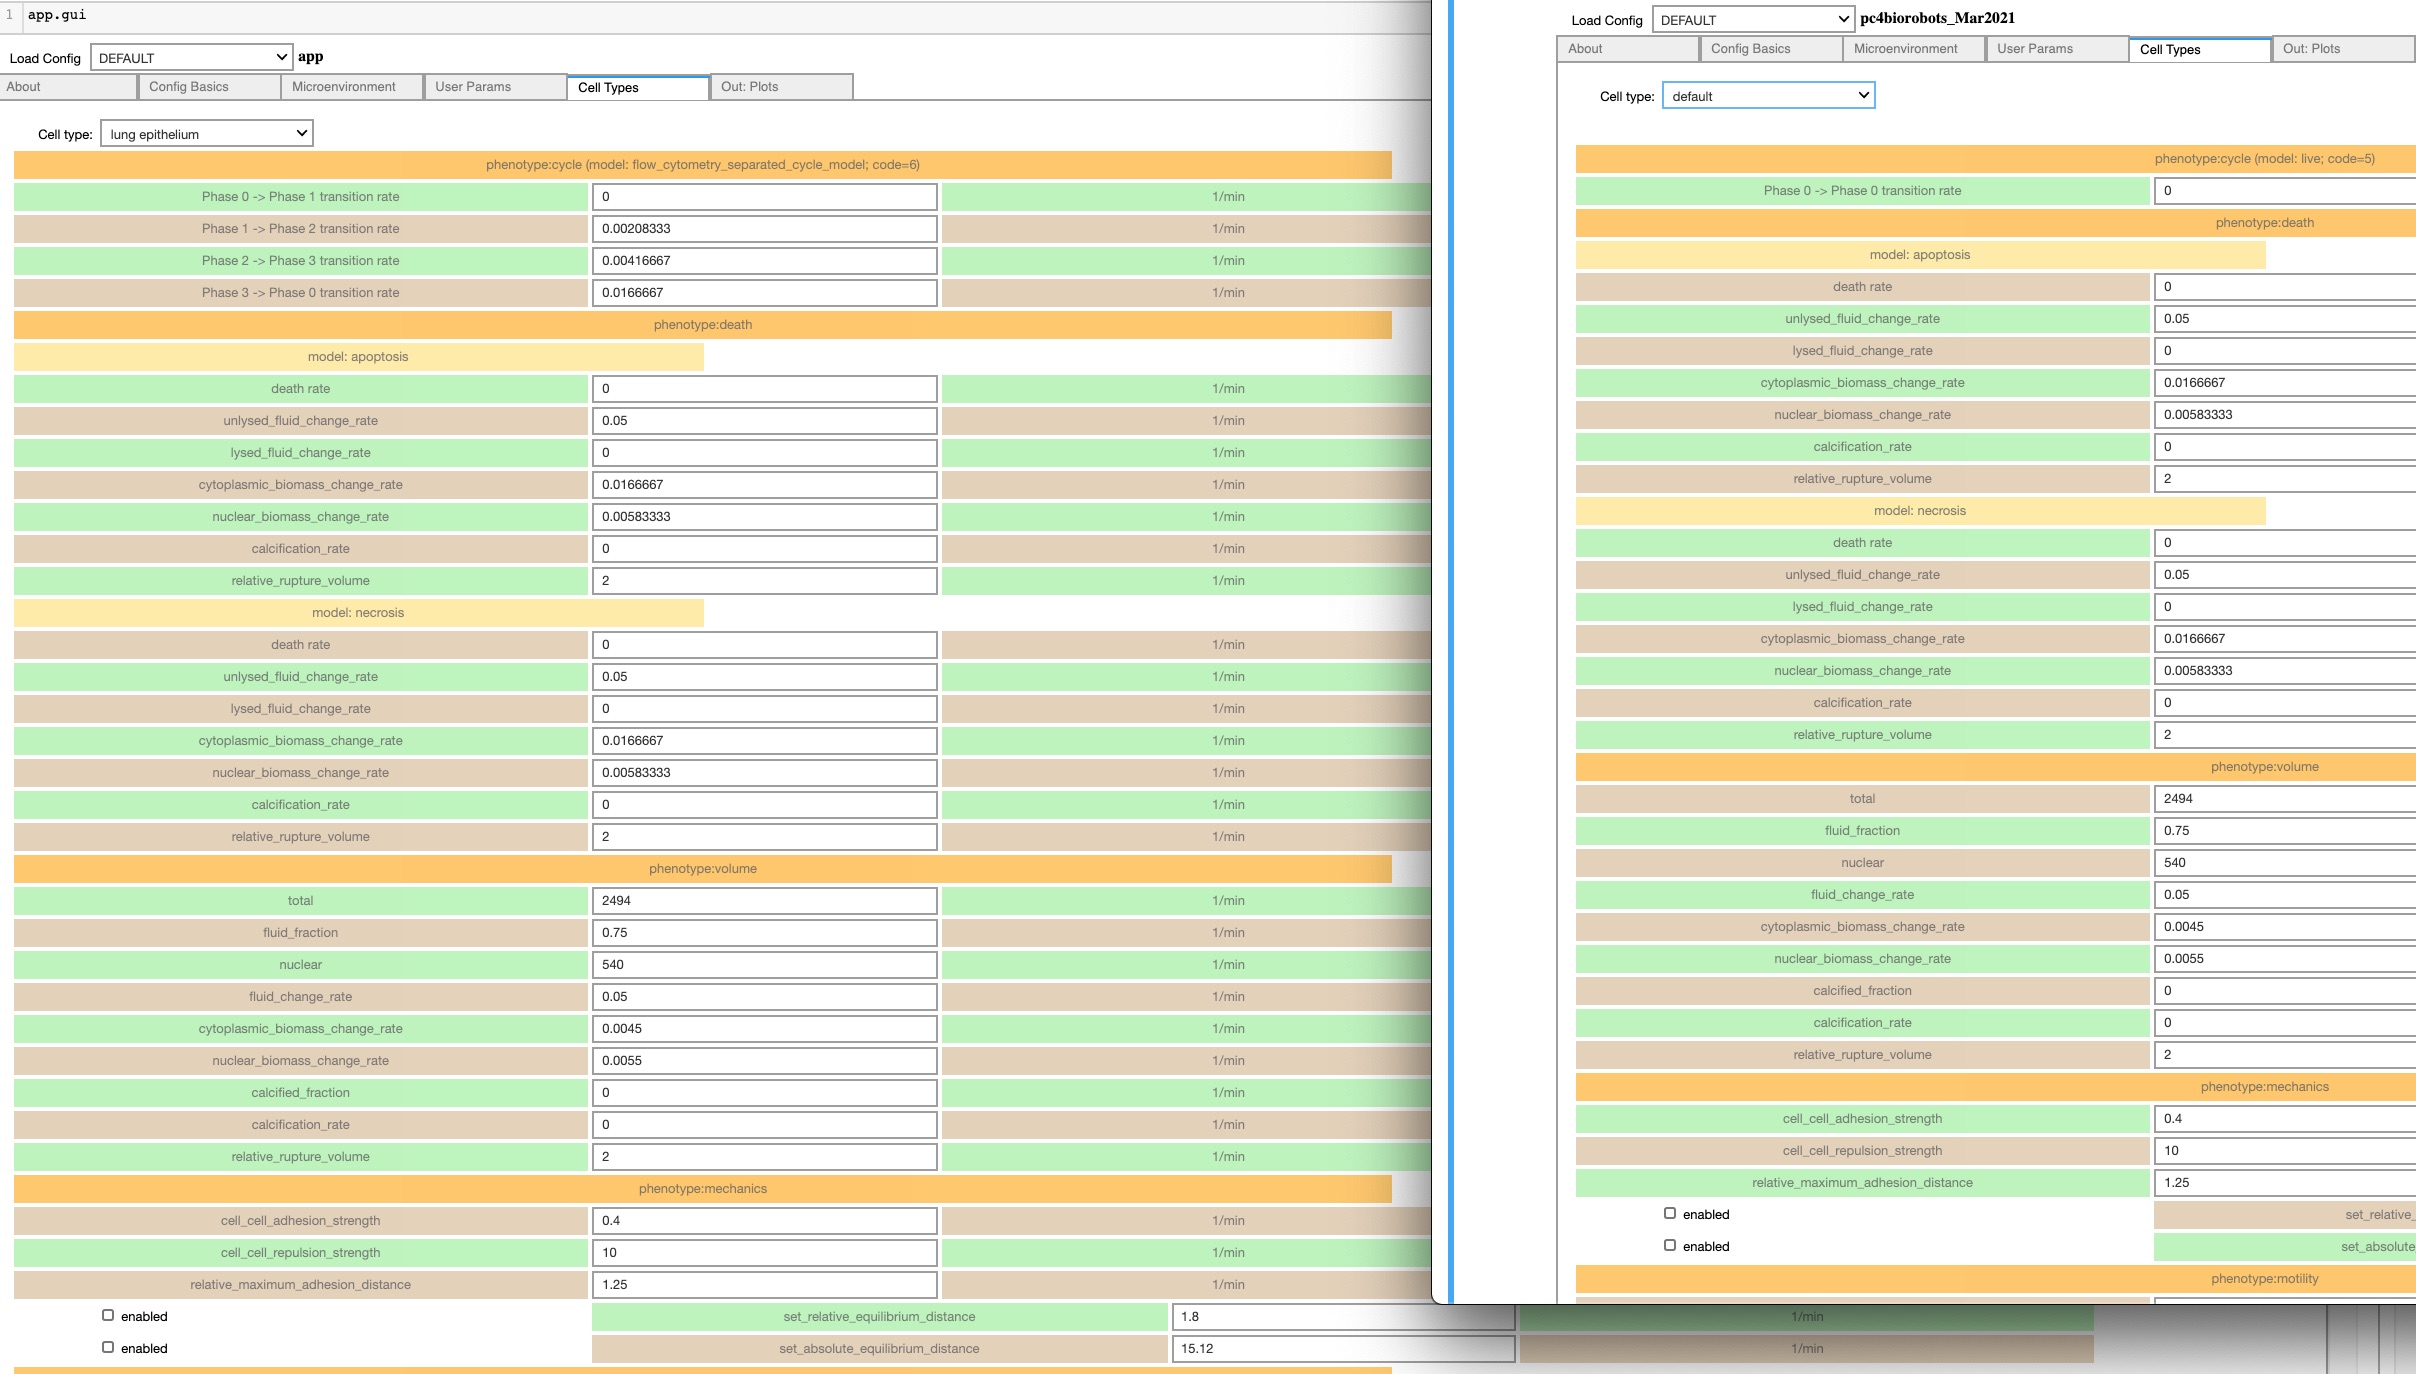 1 app.gui
Load Config DEFAULT app
About Config Basics Microenvironment User Params Cell Types Out: Plots
Cell type: lung epithelium
phenotype:cycle (model: flow_cytometry_separated_cycle_model; code=6)
Phase 0 -> Phase 1 transition rate 0 1/min
Phase 1 -> Phase 2 transition rate 0.00208333 1/min
Phase 2 -> Phase 3 transition rate 0.00416667 1/min
Phase 3 -> Phase 0 transition rate 0.0166667 1/min
phenotype:death
model: apoptosis
death rate 0 1/min
unlysed_fluid_change_rate 0.05 1/min
lysed_fluid_change_rate 0 1/min
cytoplasmic_biomass_change_rate 0.0166667 1/min
nuclear_biomass_change_rate 0.00583333 1/min
calcification_rate 0 1/min
relative_rupture_volume 2 1/min
model: necrosis
death rate 0 1/min
unlysed_fluid_change_rate 0.05 1/min
lysed_fluid_change_rate 0 1/min
cytoplasmic_biomass_change_rate 0.0166667 1/min
nuclear_biomass_change_rate 0.00583333 1/min
calcification_rate 0 1/min
relative_rupture_volume 2 1/min
phenotype:volume
total 2494 1/min
fluid_fraction 0.75 1/min
nuclear 540 1/min
fluid_change_rate 0.05 1/min
cytoplasmic_biomass_change_rate 0.0045 1/min
nuclear_biomass_change_rate 0.0055 1/min
calcified_fraction 0 1/min
calcification_rate 0 1/min
relative_rupture_volume 2 1/min
phenotype:mechanics
cell_cell_adhesion_strength 0.4 1/min
cell_cell_repulsion_strength 10 1/min
relative_maximum_adhesion_distance 1.25 1/min
enabled set_relative_equilibrium_distance 1.8 1/min
enabled set_absolute_equilibrium_distance 15.12 1/min
Load Config DEFAULT pc4biorobots_Mar2021
About Config Basics Microenvironment User Params Cell Types Out: Plots
Cell type: default
phenotype:cycle (model: live; code=5)
Phase 0 -> Phase 0 transition rate 0
phenotype:death
model: apoptosis
death rate 0
unlysed_fluid_change_rate 0.05
lysed_fluid_change_rate 0
cytoplasmic_biomass_change_rate 0.0166667
nuclear_biomass_change_rate 0.00583333
calcification_rate 0
relative_rupture_volume 2
model: necrosis
death rate 0
unlysed_fluid_change_rate 0.05
lysed_fluid_change_rate 0
cytoplasmic_biomass_change_rate 0.0166667
nuclear_biomass_change_rate 0.00583333
calcification_rate 0
relative_rupture_volume 2
phenotype:volume
total 2494
fluid_fraction 0.75
nuclear 540
fluid_change_rate 0.05
cytoplasmic_biomass_change_rate 0.0045
nuclear_biomass_change_rate 0.0055
calcified_fraction 0
calcification_rate 0
relative_rupture_volume 2
phenotype:mechanics
cell_cell_adhesion_strength 0.4
cell_cell_repulsion_strength 10
relative_maximum_adhesion_distance 1.25
enabled set_relative_
enabled set_absolute
phenotype:motility